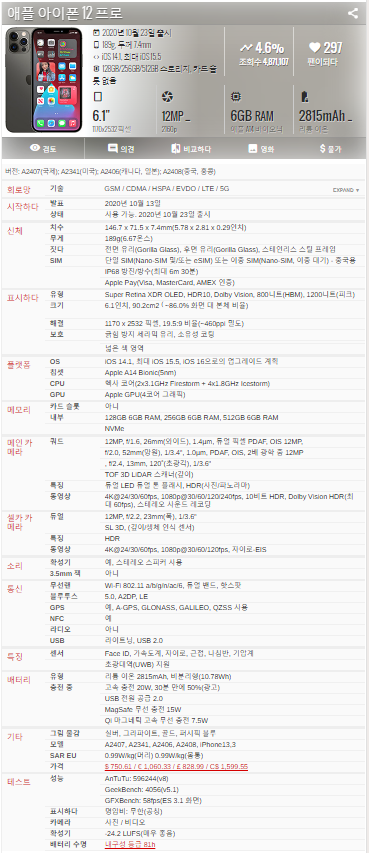 애플 아이폰 12 프로
2020년 10월 23일 출시
189g, 두께 7.4mm
iOS 14.1, 최대 iOS 15.5
128GB/256GB/512GB 스토리지, 카드 슬
롯 없음
4.6%
조회수 4,871,107
297
팬이되다
6.1"
1170x2532 픽셀
12MP
2160p
6GB RAM
애플 A14 바이오닉
2815mAh
리튬 이온
검토
의견
비교하다
영화
물가
버전: A2407(국제); A2341(미국); A2406(캐나다, 일본); A2408(중국, 홍콩)
회로망 기술 GSM / CDMA / HSPA / EVDO / LTE / 5G EXPAND ▼
시작하다 발표 2020년 10월 13일
상태 사용 가능. 2020년 10월 23일 출시
신체 치수 146.7 x 71.5 x 7.4mm(5.78 x 2.81 x 0.29인치)
무게 189g(6.67온스)
짓다 전면 유리(Gorilla Glass), 후면 유리(Gorilla Glass), 스테인리스 스틸 프레임
SIM 단일 SIM(Nano-SIM 및/또는 eSIM) 또는 이중 SIM(Nano-SIM, 이중 대기) - 중국용
IP68 방진/방수(최대 6m 30분)
Apple Pay(Visa, MasterCard, AMEX 인증)
표시하다 유형 Super Retina XDR OLED, HDR10, Dolby Vision, 800니트(HBM), 1200니트(피크)
크기 6.1인치, 90.2cm2 / ~86.0% 화면 대 본체 비율)
해결 1170 x 2532 픽셀, 19.5:9 비율(~460ppi 밀도)
보호 긁힘 방지 세라믹 유리, 소유성 코팅
넓은 색 영역
플랫폼 OS iOS 14.1, 최대 iOS 15.5, iOS 16으로의 업그레이드 계획
칩셋 Apple A14 Bionic(5nm)
CPU 헥사 코어(2x3.1GHz Firestorm + 4x1.8GHz Icestorm)
GPU Apple GPU(4코어 그래픽)
메모리 카드 슬롯 아니
내부 128GB 6GB RAM, 256GB 6GB RAM, 512GB 6GB RAM
NVMe
메인 카메라 쿼드 12MP, f/1.6, 26mm(와이드), 1.4µm, 듀얼 픽셀 PDAF, OIS 12MP,
f/2.0, 52mm(망원), 1/3.4", 1.0µm, PDAF, OIS, 2배 광학 줌 12MP
, f/2.4, 13mm, 120˚(초광각), 1/3.6"
TOF 3D LiDAR 스캐너(깊이)
특징 듀얼 LED 듀얼 톤 플래시, HDR(사진/파노라마)
동영상 4K@24/30/60fps, 1080p@30/60/120/240fps, 10비트 HDR, Dolby Vision HDR(최
대 60fps), 스테레오 사운드 레코딩
셀카 카메라 듀얼 12MP, f/2.2, 23mm(폭), 1/3.6"
SL 3D, (깊이/생체 인식 센서)
특징 HDR
동영상 4K@24/30/60fps, 1080p@30/60/120fps, 자이로-EIS
소리 확성기 예, 스테레오 스피커 사용
3.5mm 잭 아니
통신 무선랜 Wi-Fi 802.11 a/b/g/n/ac/6, 듀얼 밴드, 핫스팟
블루투스 5.0, A2DP, LE
GPS 예, A-GPS, GLONASS, GALILEO, QZSS 사용
NFC 예
라디오 아니
USB 라이트닝, USB 2.0
특징 센서 Face ID, 가속도계, 자이로, 근접, 나침반, 기압계
초광대역(UWB) 지원
배터리 유형 리튬 이온 2815mAh, 비분리형(10.78Wh)
충전 중 고속 충전 20W, 30분 만에 50%(광고)
USB 전원 공급 2.0
MagSafe 무선 충전 15W
Qi 마그네틱 고속 무선 충전 7.5W
기타 그림 물감 실버, 그라파이트, 골드, 퍼시픽 블루
모델 A2407, A2341, A2406, A2408, iPhone13,3
SAR EU 0.99W/kg(머리) 0.99W/kg(몸통)
가격 $ 750.61 / € 1,060.33 / £ 828.99 / C$ 1,599.55
테스트 성능 AnTuTu: 596244(v8)
GeekBench: 4056(v5.1)
GFXBench: 58fps(ES 3.1 화면)
표시하다 명암비: 무한(공칭)
카메라 사진 / 비디오
확성기 -24.2 LUFS(매우 좋음)
배터리 수명 내구성 등급 81h